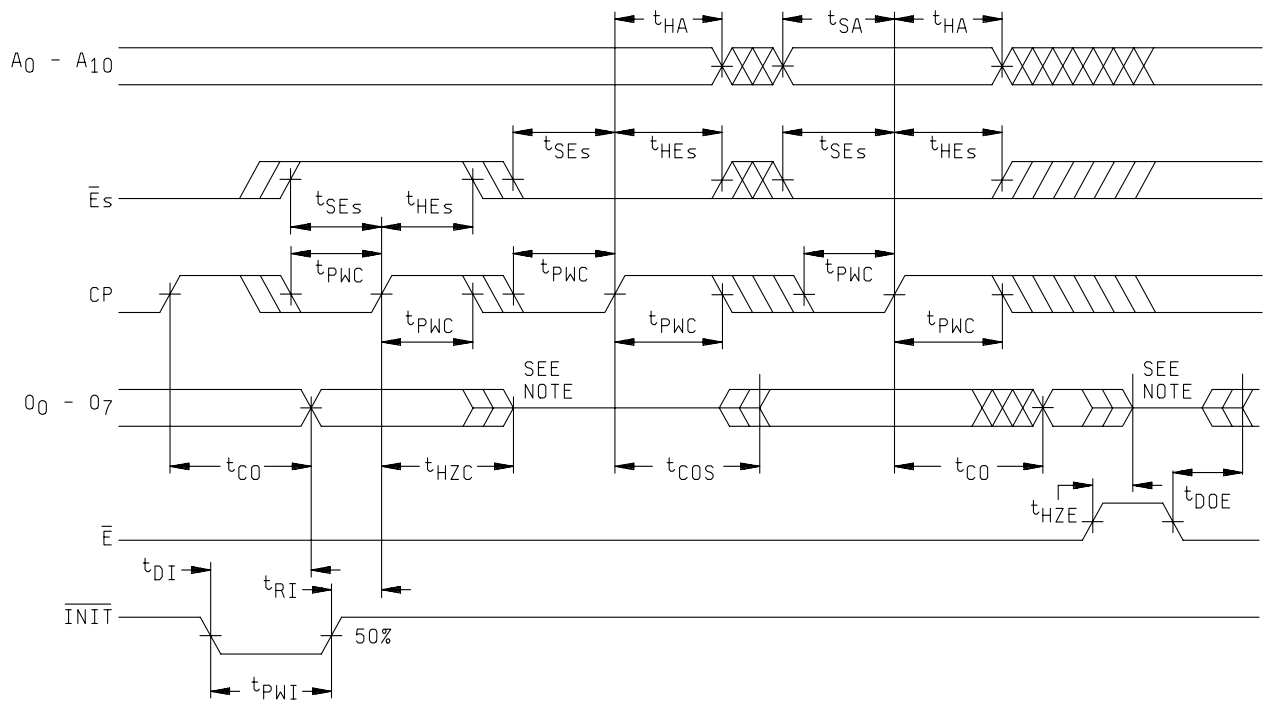 tHA tSA tHA
A0 - A10
tSEs tHEs tSEs tHEs
Es
tSEs tHEs
tPWC tPWC tPWC
CP
tPWC tPWC tPWC
SEE NOTE
SEE NOTE
O0 - O7
tCO tHZC tCOS tCO
tHZE tDOE
E
tDI tRI
INIT
50%
tPWI